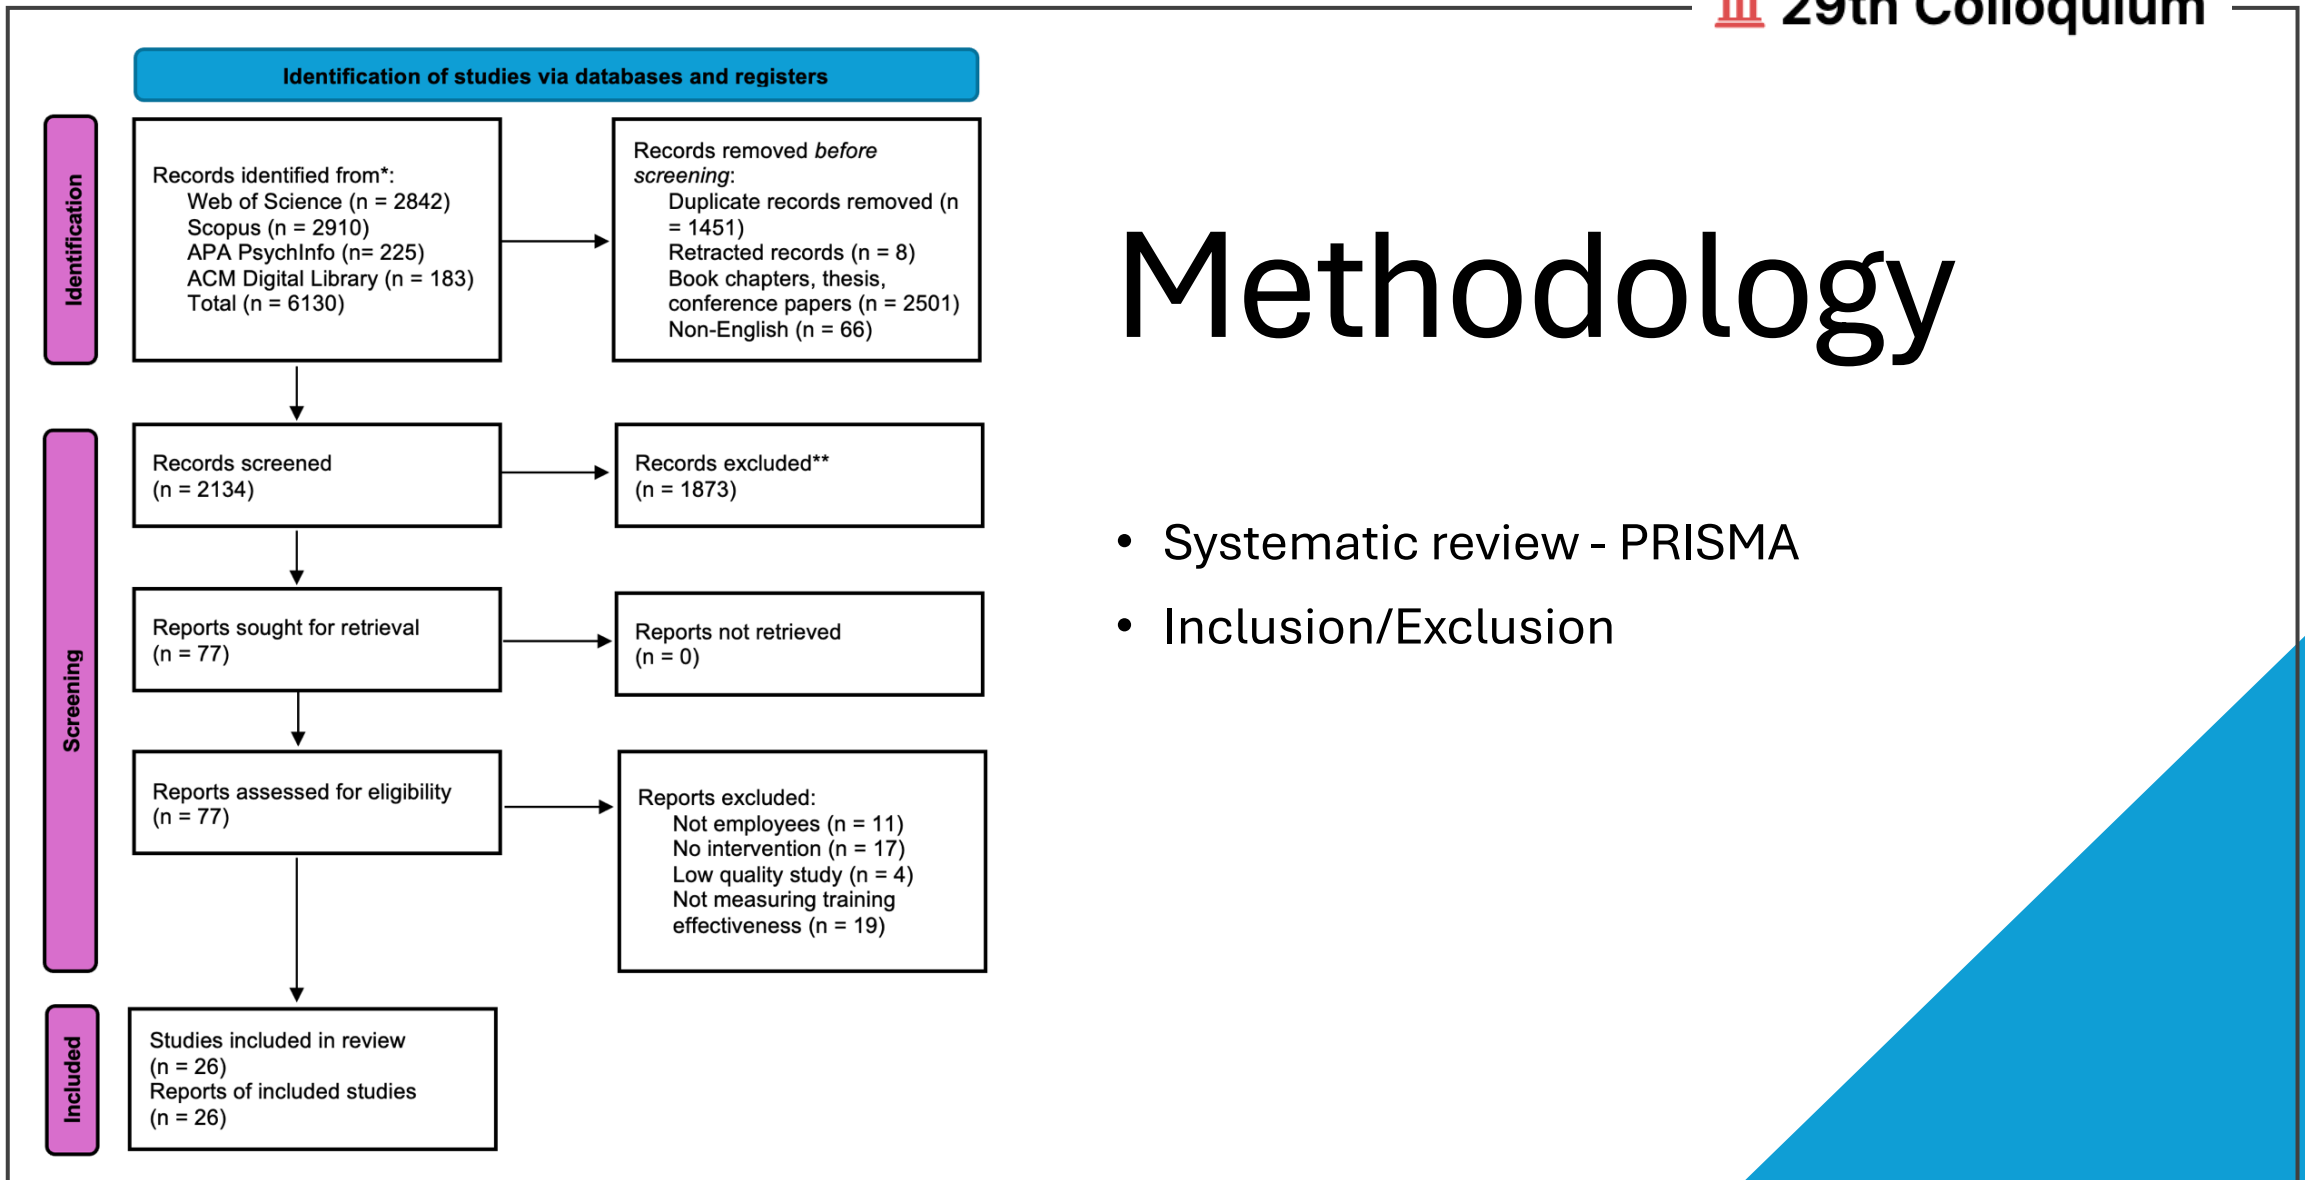 29th Colloquium
Identification of studies via databases and registers
Identification
Records identified from*:
Web of Science (n = 2842)
Scopus (n = 2910)
APA PsychInfo (n= 225)
ACM Digital Library (n = 183)
Total (n = 6130)
Records removed before
screening:
Duplicate records removed (n
= 1451)
Retracted records (n = 8)
Book chapters, thesis,
conference papers (n = 2501)
Non-English (n = 66)
Methodology
• Systematic review - PRISMA
• Inclusion/Exclusion
Screening
Records screened
(n = 2134)
Records excluded**
(n = 1873)
Reports sought for retrieval
(n = 77)
Reports not retrieved
(n = 0)
Reports assessed for eligibility
(n = 77)
Reports excluded:
Not employees (n = 11)
No intervention (n = 17)
Low quality study (n = 4)
Not measuring training
effectiveness (n = 19)
Included
Studies included in review
(n = 26)
Reports of included studies
(n = 26)